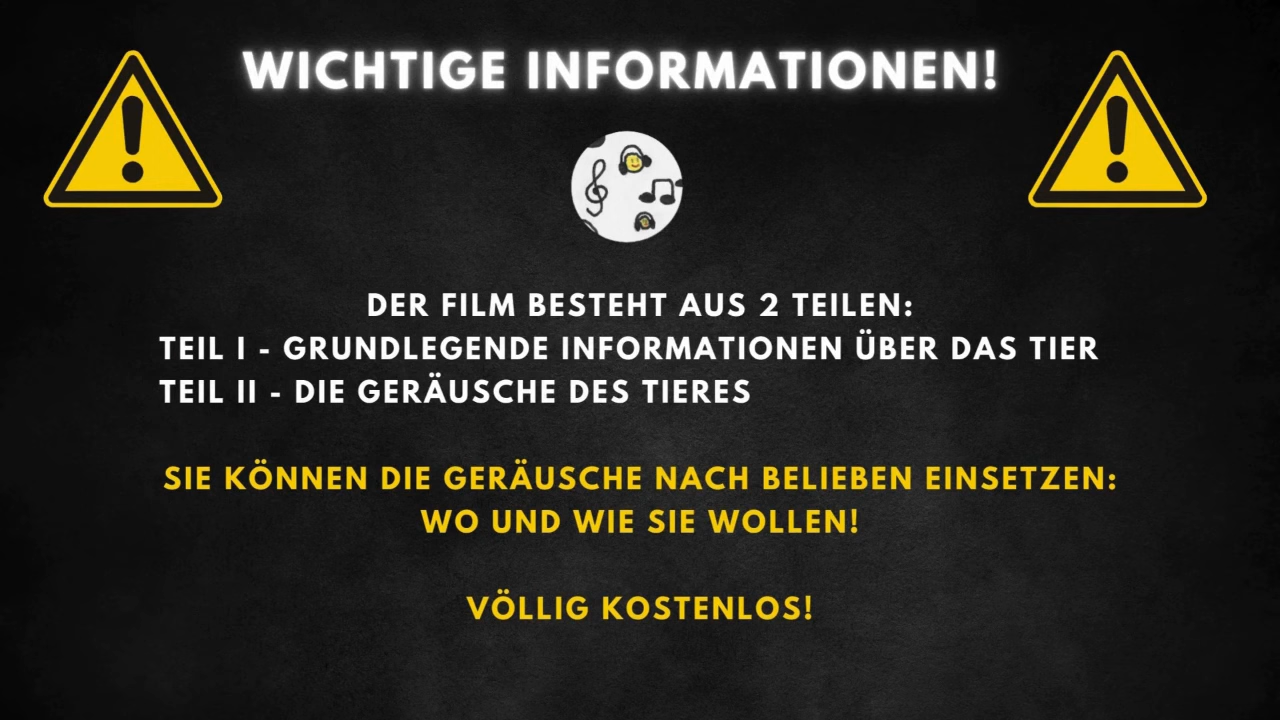 WICHTIGE INFORMATIONEN!
DER FILM BESTEHT AUS 2 TEILEN:
TEIL I - GRUNDLEGENDE INFORMATIONEN ÜBER DAS TIER
TEIL II - DIE GERÄUSCHE DES TIERES
SIE KÖNNEN DIE GERÄUSCHE NACH BELIEBEN EINSETZEN:
WO UND WIE SIE WOLLEN!
VÖLLIG KOSTENLOS!